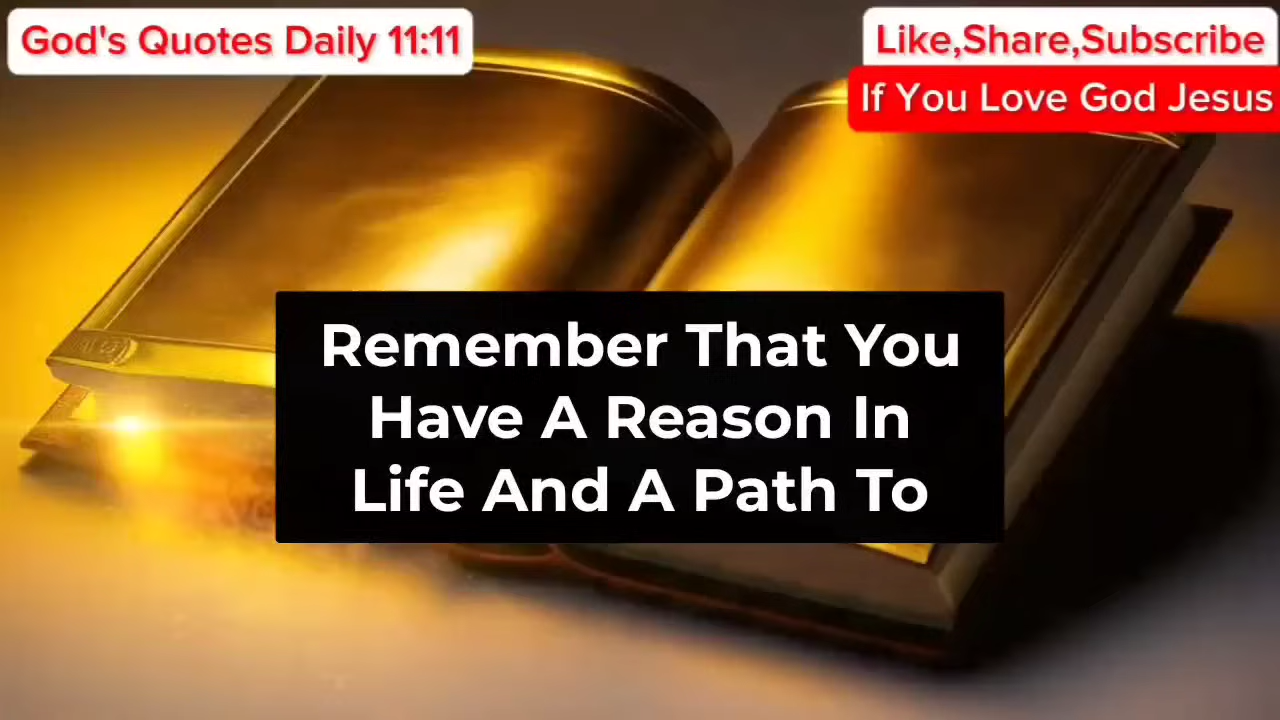 God's Quotes Daily 11:11
Like,Share,Subscribe
If You Love God Jesus
Remember That You
Have A Reason In
Life And A Path To